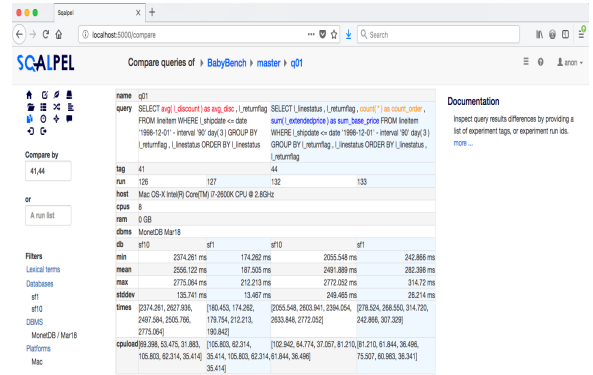 Sqalpel
localhost:5000/compare
Search
SQALPEL
Compare queries of BabyBench master q01
anon
Compare by
41,44
or
A run list
Filters
Lexical terms
Databases
sf1
sf10
DBMS
MonetDB / Mar18
Platforms
Mac
name q01
query SELECT avg( l_discount ) as avg_disc , l_returnflag SELECT l_linestatus , l_returnflag , count( * ) as count_order ,
FROM lineitem WHERE l_shipdate <= date sum( l_extendedprice ) as sum_base_price FROM lineitem
'1998-12-01' - interval '90' day( 3 ) GROUP BY WHERE l_shipdate <= date '1998-12-01' - interval '90' day( 3 )
l_returnflag , l_linestatus ORDER BY l_linestatus GROUP BY l_returnflag , l_linestatus ORDER BY l_linestatus ,
l_returnflag
tag 41 44
run 126 127 132 133
host Mac OS-X Intel(R) Core(TM) i7-2600K CPU @ 2.8GHz
cpus 8
ram 0 GB
dbms MonetDB Mar18
db sf10 sf1 sf10 sf1
min 2374.261 ms 174.262 ms 2055.548 ms 242.866 ms
mean 2556.122 ms 187.505 ms 2491.889 ms 282.398 ms
max 2775.064 ms 212.213 ms 2772.052 ms 314.72 ms
stddev 135.741 ms 13.467 ms 249.465 ms 26.214 ms
times [2374.261, 2627.936, [180.453, 174.262, [2055.548, 2603.941, 2394.054, [278.524, 268.550, 314.720,
2497.584, 2505.766, 179.754, 212.213, 2633.848, 2772.052] 242.866, 307.329]
2775.064] 190.842]
cpuload [69.398, 53.475, 31.883, [105.803, 62.314, [102.942, 64.774, 37.057, 81.210, [81.210, 61.844, 36.496,
105.803, 62.314, 35.414] 35.414, 105.803, 62.314, 61.844, 36.496] 75.507, 60.983, 36.341]
35.414]
Documentation
Inspect query results differences by providing a
list of experiment tags, or experiment run ids.
more ...